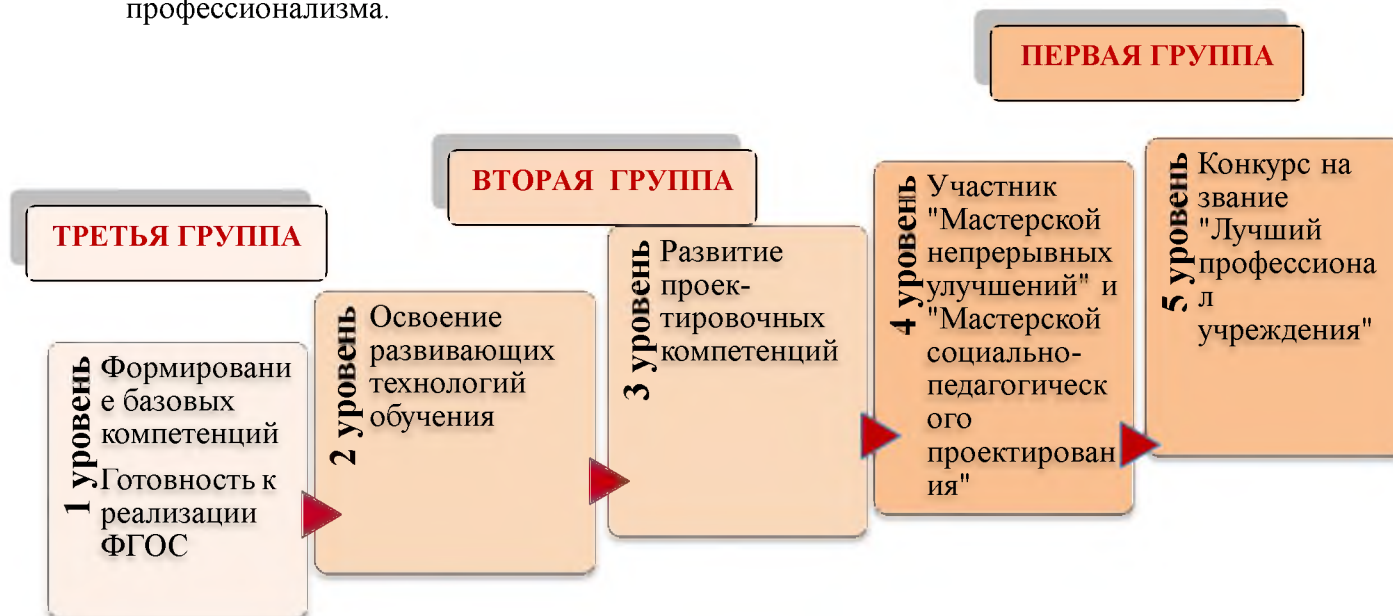 профессионализма.
ПЕРВАЯ ГРУППА
ВТОРАЯ ГРУППА
ТРЕТЬЯ ГРУППА
1 уровень
Формировани
е базовых
компетенций
Готовность к
реализации
ФГОС
2 уровень
Освоение
развивающих
технологий
обучения
3 уровень
Развитие
проек-
тировочных
компетенций
4 уровень
Участник
"Мастерской
непрерывных
улучшений" и
"Мастерской
социально-
педагогическ
ого
проектирован
ия"
5 уровень
Конкурс на
звание
"Лучший
профессиона
л
учреждения"